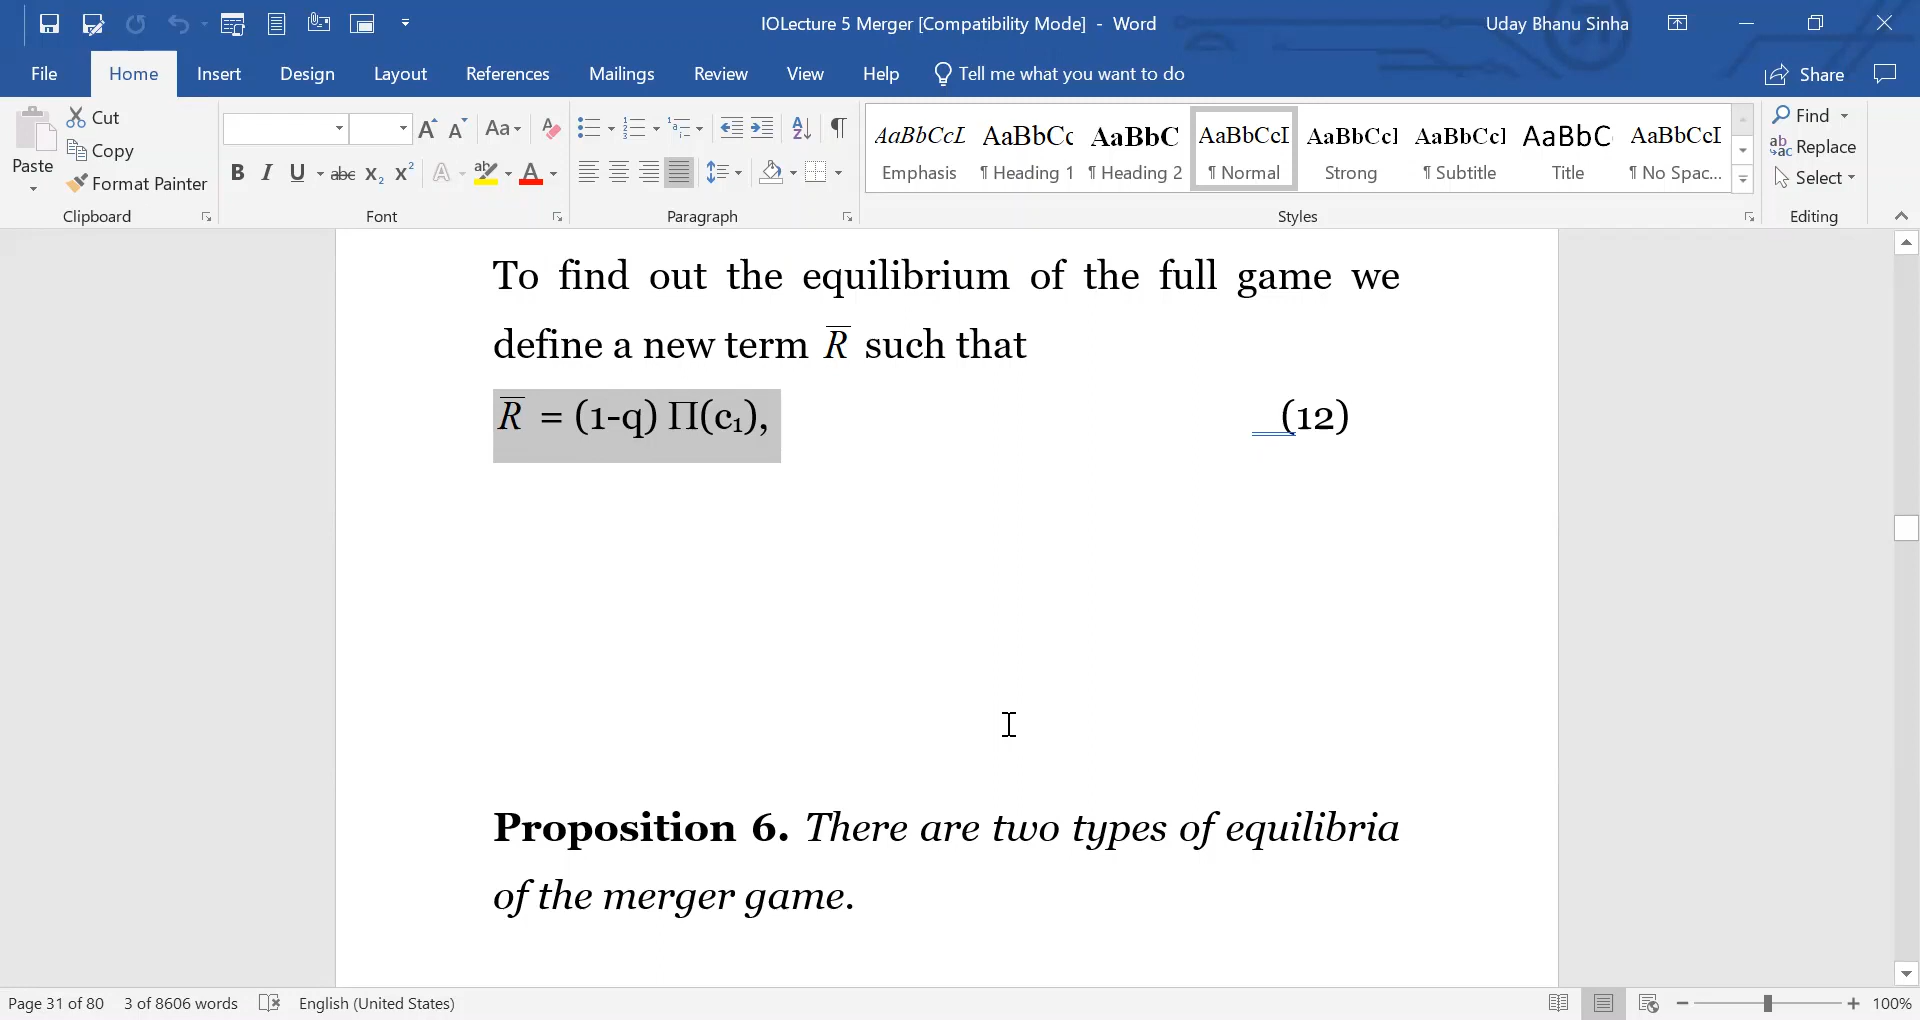 IOLecture 5 Merger [Compatibility Mode] - Word
Uday Bhanu Sinha
File Home Insert Design Layout References Mailings Review View Help Tell me what you want to do Share
Paste
Cut
Copy
Format Painter
Clipboard
Font
Paragraph
AaBbCcI AaBbCc AaBbC AaBbCcI AaBbCcI AaBbCcI AaBbC AaBbCcI
Emphasis ¶ Heading 1 ¶ Heading 2 ¶ Normal Strong ¶ Subtitle Title ¶ No Spac...
Styles
Find
Replace
Select
Editing
To find out the equilibrium of the full game we
define a new term R̅ such that
R̅ = (1-q) Π(c₁), (12)
Proposition 6. There are two types of equilibria
of the merger game.
Page 31 of 80 3 of 8606 words English (United States) 100%